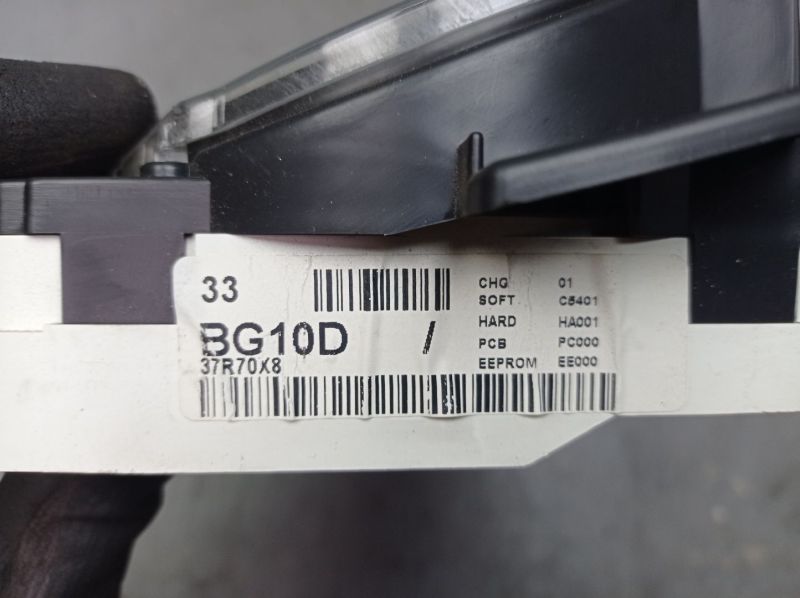 33
CHG 01
SOFT C5401
HARD HA001
BG10D /
PCB PC000
37R70X8
EEPROM EE000